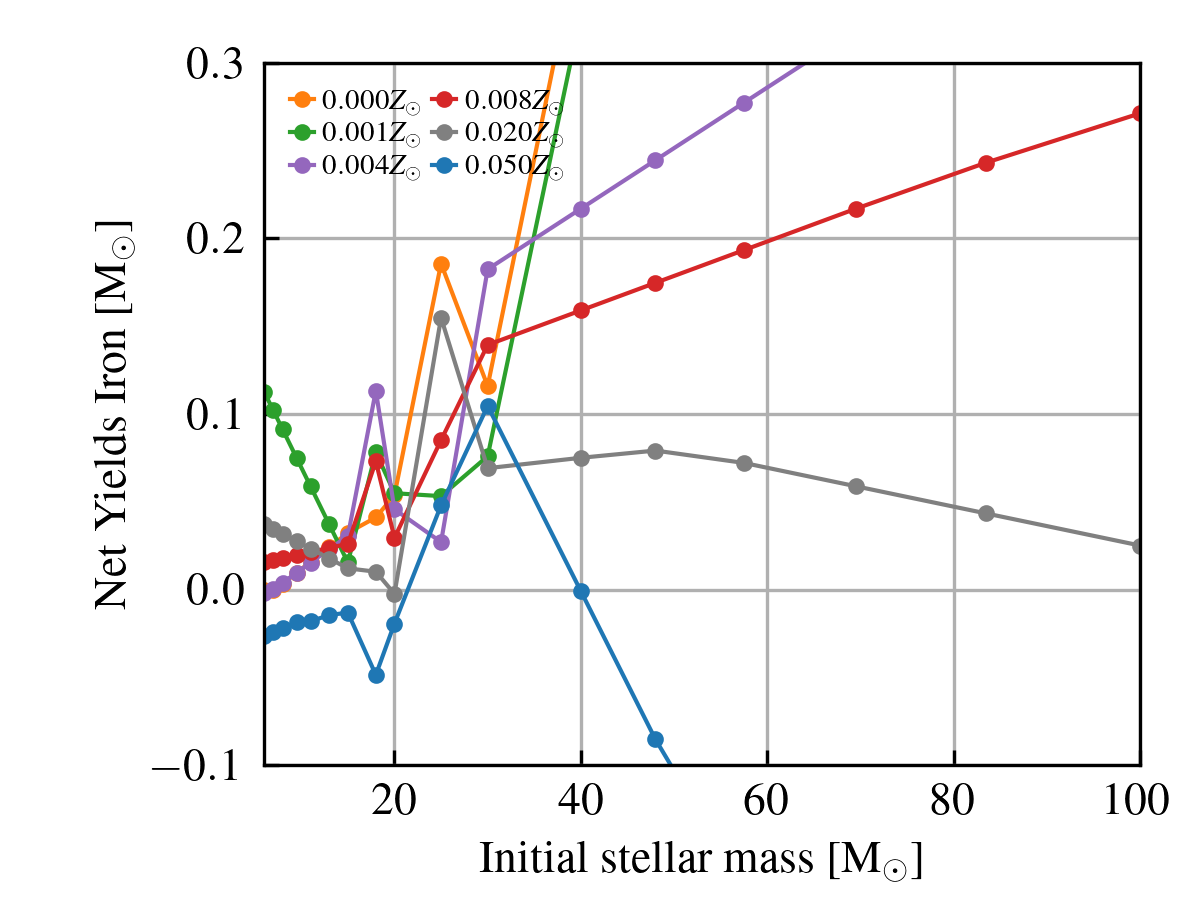 0.3
0.000Z☉ 0.008Z☉
0.001Z☉ 0.020Z☉
0.004Z☉ 0.050Z☉
0.2
0.1
0.0
−0.1
Net Yields Iron [M☉]
20 40 60 80 100
Initial stellar mass [M☉]